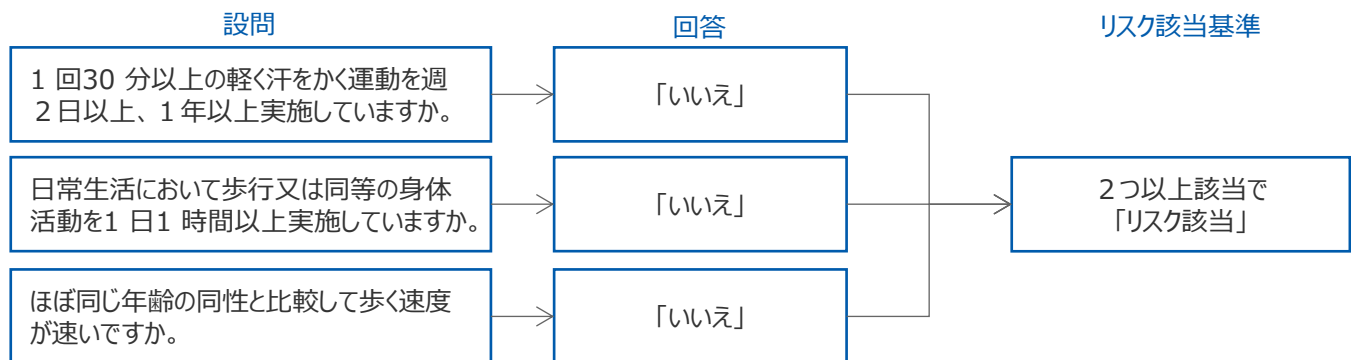 設問
回答
リスク該当基準
1 回30 分以上の軽く汗をかく運動を週
２日以上、１年以上実施していますか。
「いいえ」
日常生活において歩行又は同等の身体
活動を1 日1 時間以上実施していますか。
「いいえ」
２つ以上該当で
「リスク該当」
ほぼ同じ年齢の同性と比較して歩く速度
が速いですか。
「いいえ」